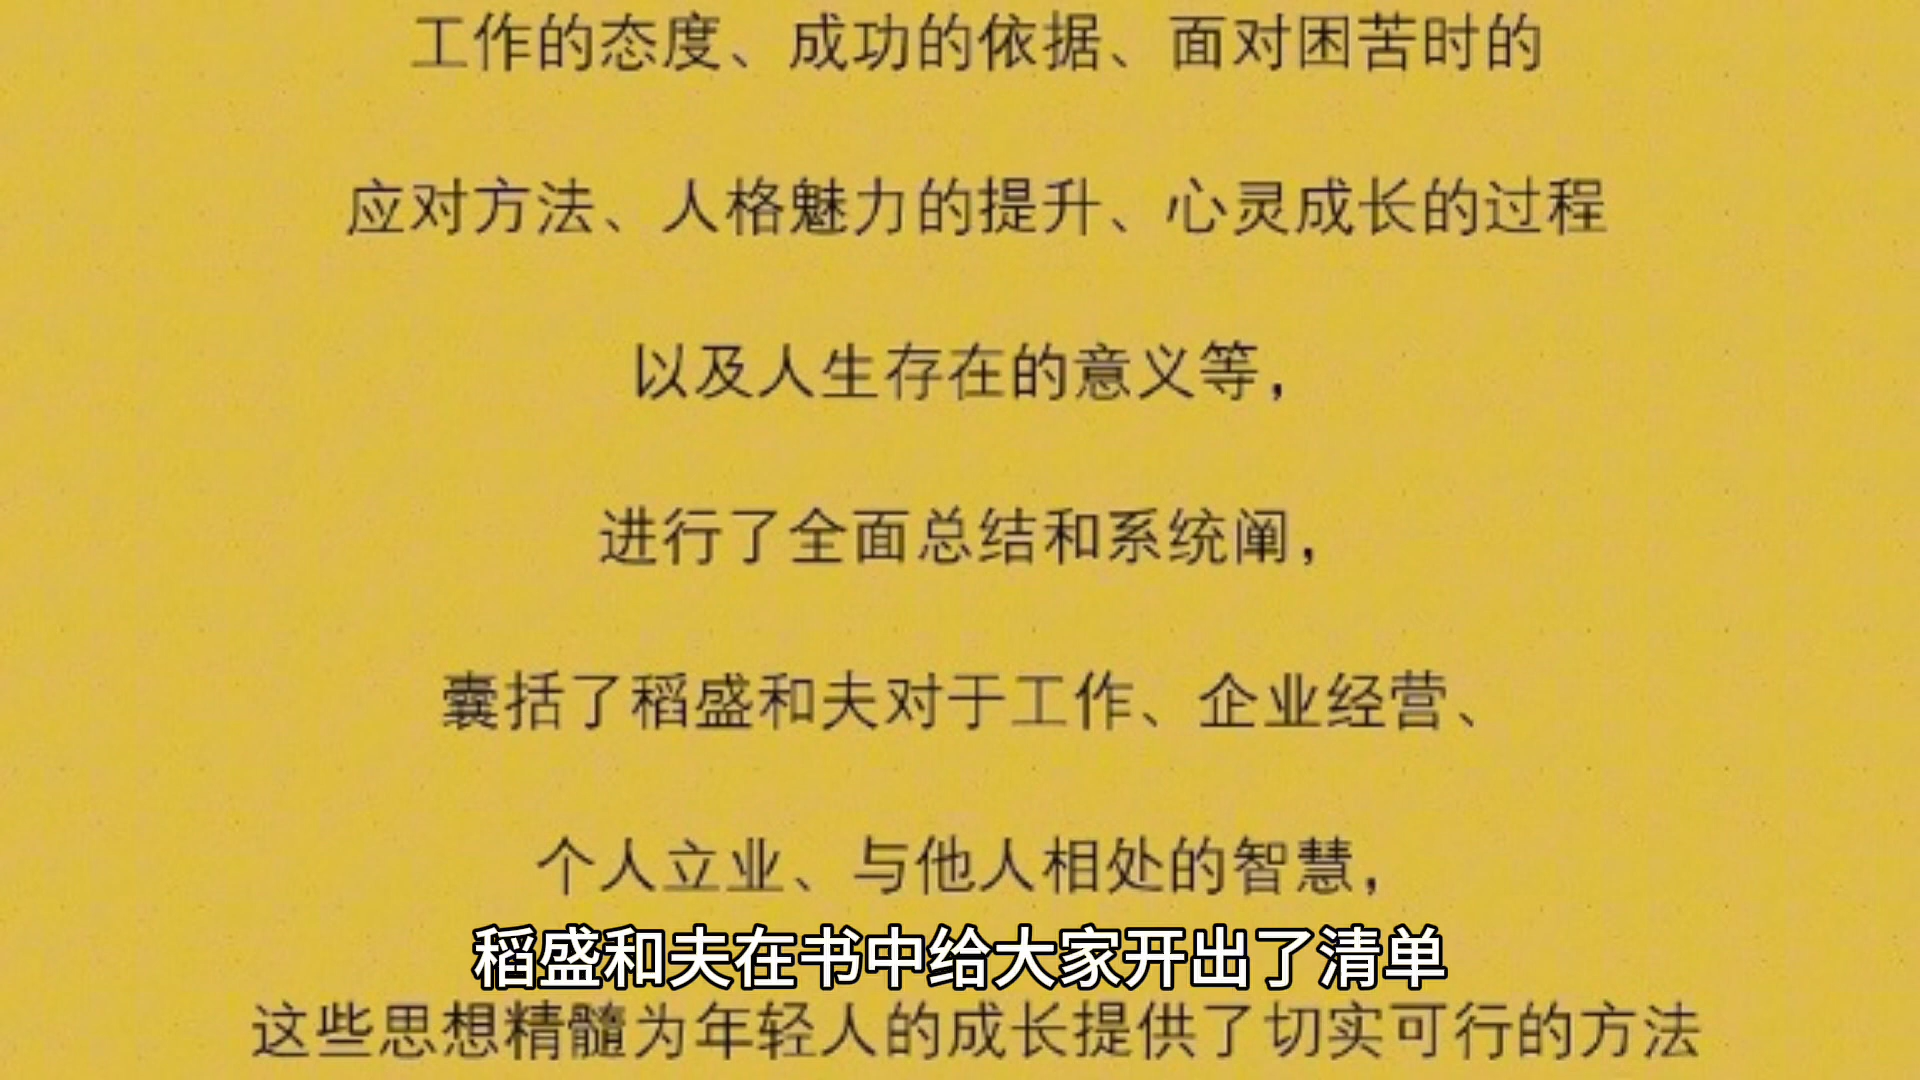 工作的态度、成功的依据、面对困苦时的
应对方法、人格魅力的提升、心灵成长的过程
以及人生存在的意义等，
进行了全面总结和系统阐，
囊括了稻盛和夫对于工作、企业经营、
个人立业、与他人相处的智慧，
稻盛和夫在书中给大家开出了清单
这些思想精髓为年轻人的成长提供了切实可行的方法